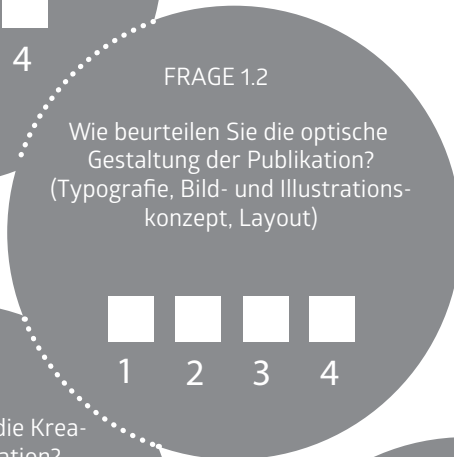 4
FRAGE 1.2
Wie beurteilen Sie die optische
Gestaltung der Publikation?
(Typografie, Bild- und Illustrations-
konzept, Layout)
1 2 3 4
die Krea-
ation?